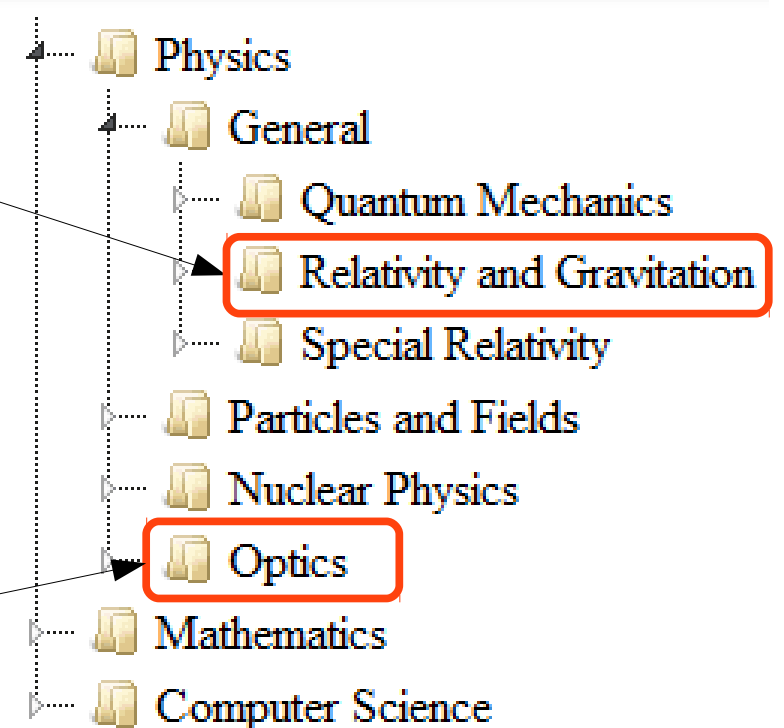 Physics
General
Quantum Mechanics
Relativity and Gravitation
Special Relativity
Particles and Fields
Nuclear Physics
Optics
Mathematics
Computer Science